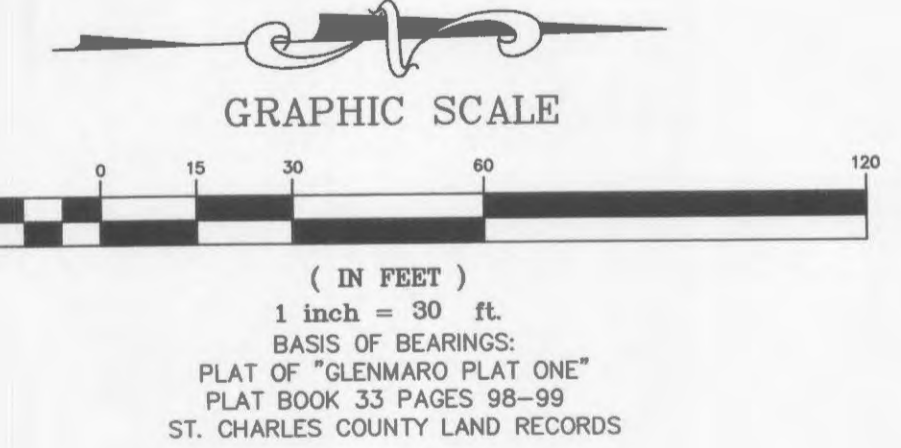 N
GRAPHIC SCALE
0 15 30 60 120
( IN FEET )
1 inch = 30 ft.
BASIS OF BEARINGS:
PLAT OF "GLENMARO PLAT ONE"
PLAT BOOK 33 PAGES 98-99
ST. CHARLES COUNTY LAND RECORDS